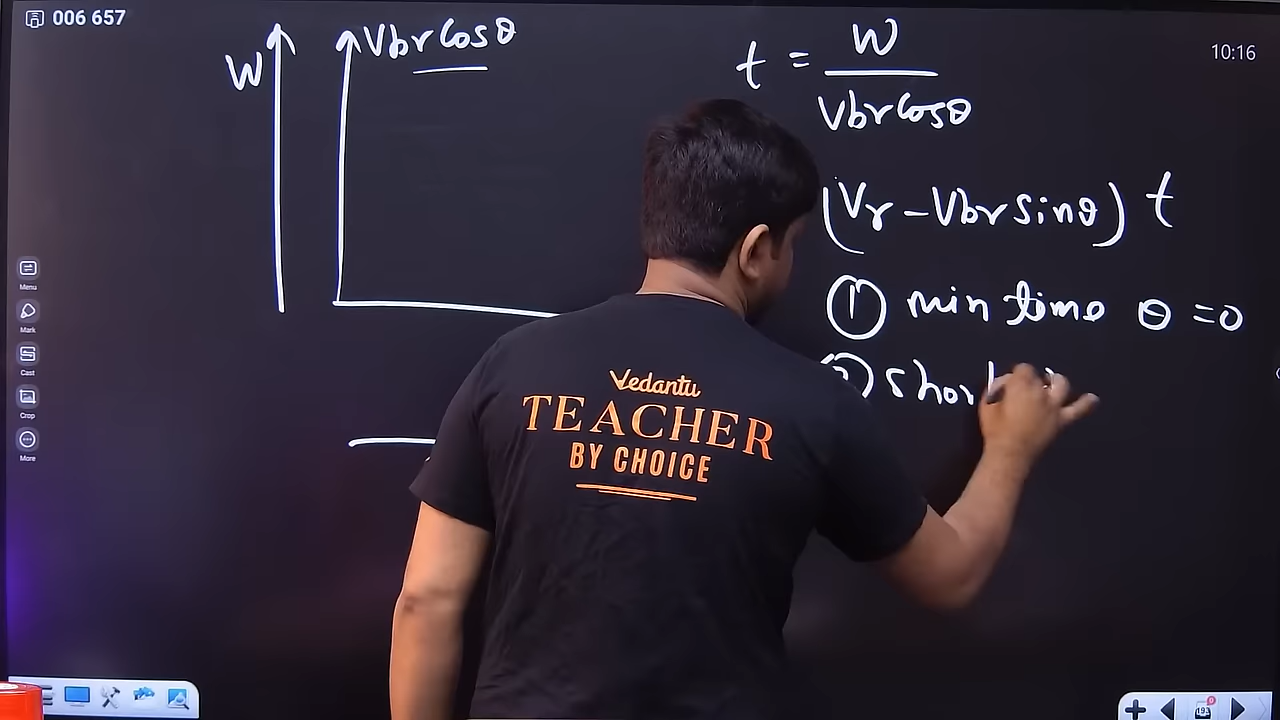 006 657
10:16
W
Vbr Cosθ
t = W / Vbr Cosθ
(Vr - Vbr Sinθ) t
① min time θ = 0
②
Menu
Mark
Cast
Crop
More
Vedantu
TEACHER
BY CHOICE